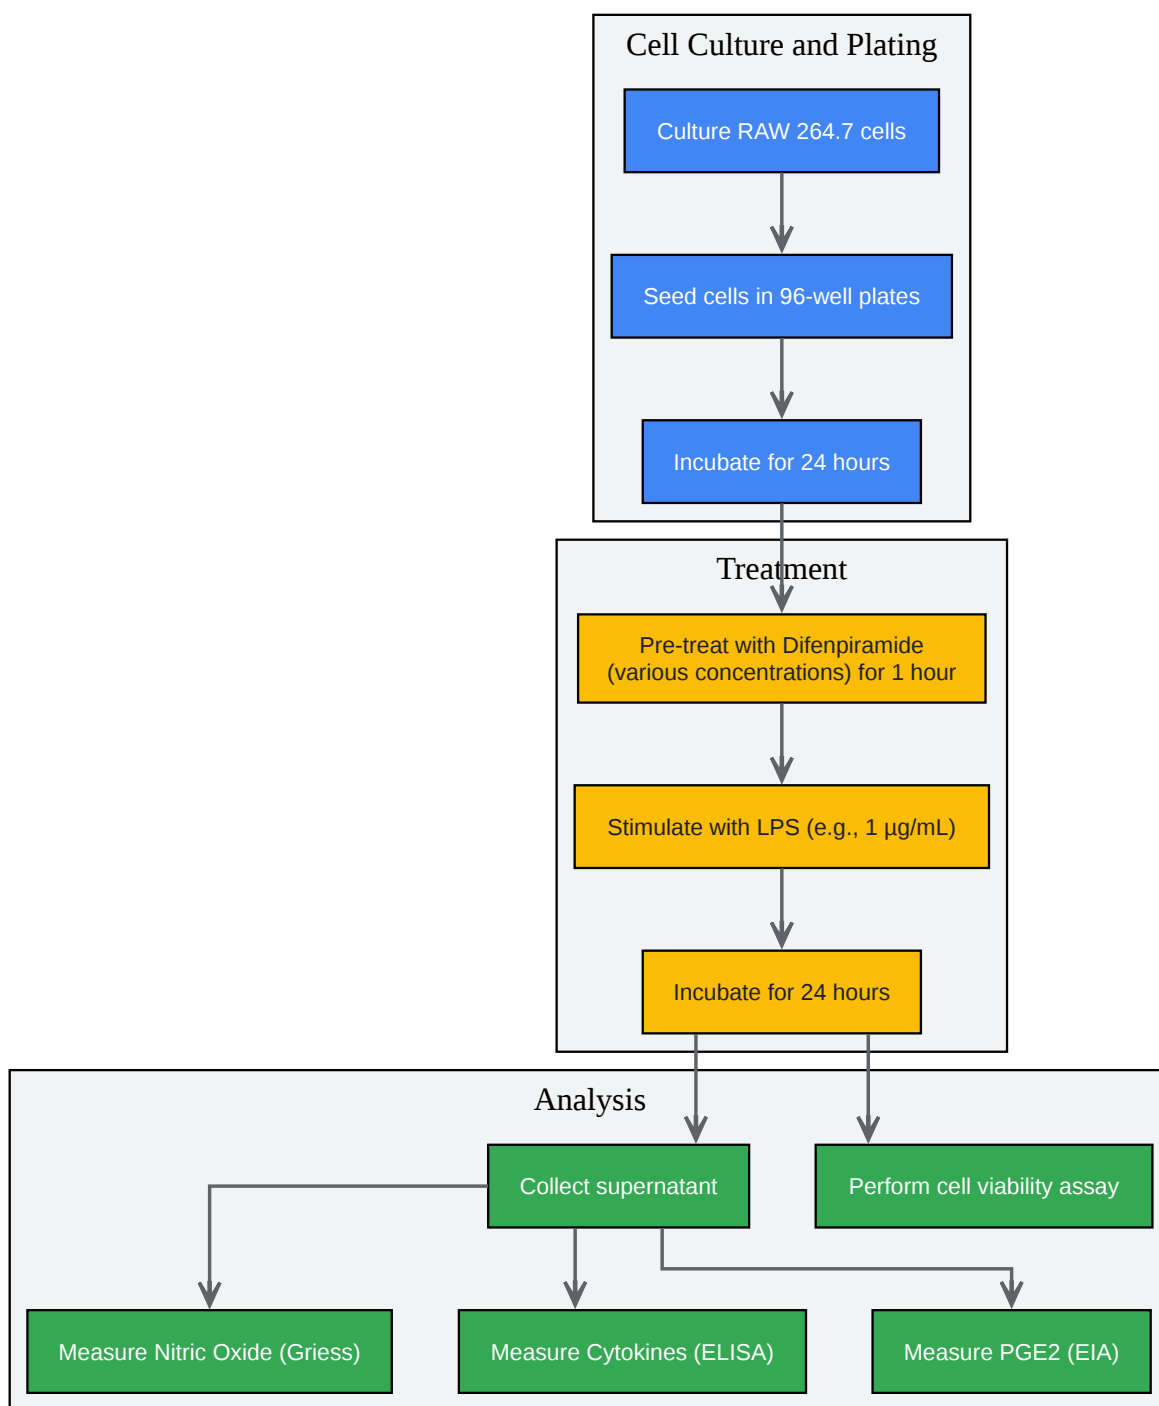 Cell Culture and Plating
Culture RAW 264.7 cells
Seed cells in 96-well plates
Incubate for 24 hours
Treatment
Pre-treat with Difenpiramide
(various concentrations) for 1 hour
Stimulate with LPS (e.g., 1 µg/mL)
Incubate for 24 hours
Analysis
Collect supernatant
Perform cell viability assay
Measure Nitric Oxide (Griess)
Measure Cytokines (ELISA)
Measure PGE2 (EIA)